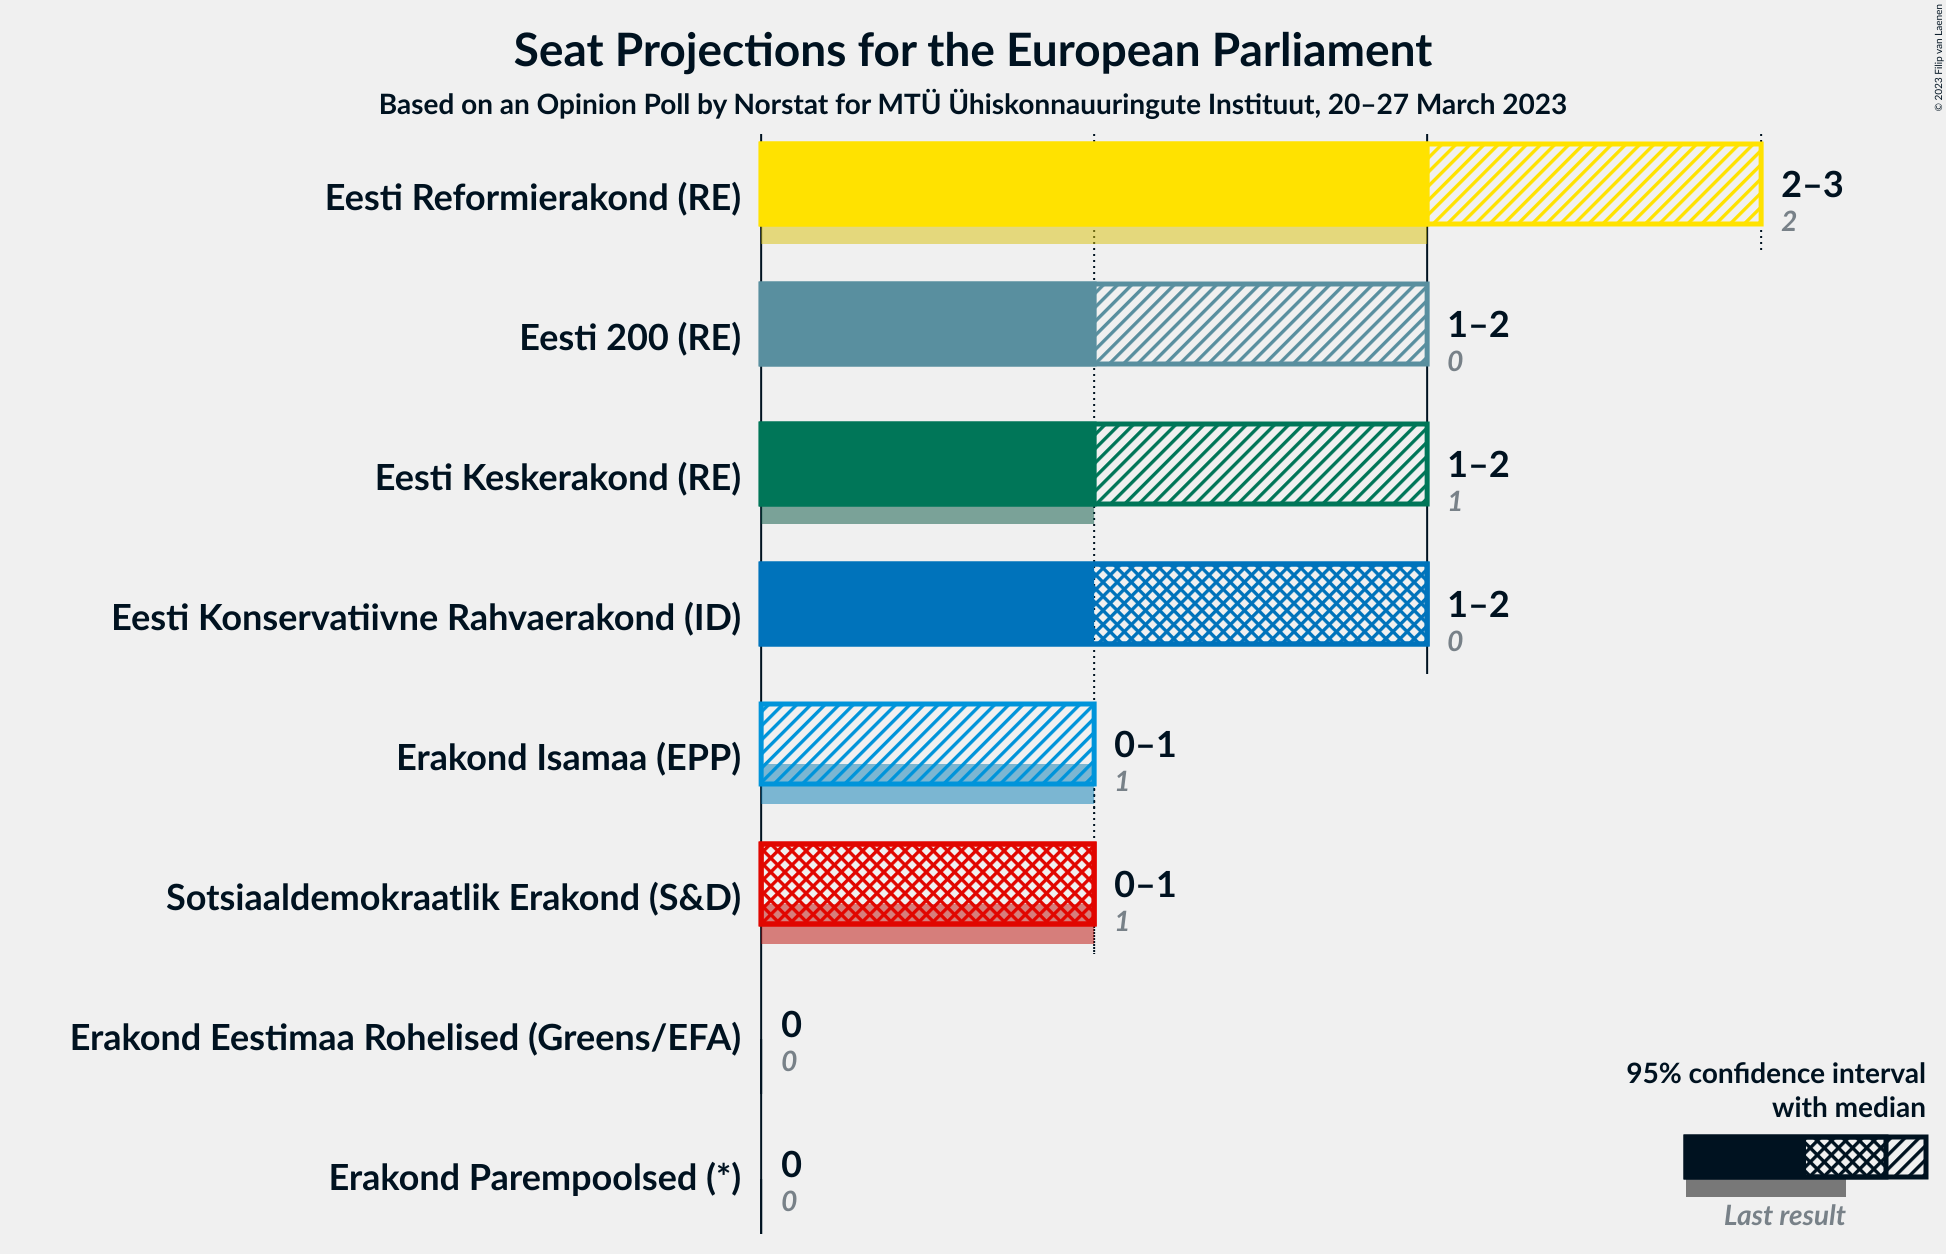 Seat Projections for the European Parliament
Based on an Opinion Poll by Norstat for MTÜ Ühiskonnauuringute Instituut, 20–27 March 2023
© 2023 Filip van Laenen
Eesti Reformierakond (RE)
2–3
2
Eesti 200 (RE)
1–2
0
Eesti Keskerakond (RE)
1–2
1
Eesti Konservatiivne Rahvaerakond (ID)
1–2
0
Erakond Isamaa (EPP)
0–1
1
Sotsiaaldemokraatlik Erakond (S&D)
0–1
1
Erakond Eestimaa Rohelised (Greens/EFA)
0
0
Erakond Parempoolsed (*)
0
0
95% confidence interval
with median
Last result